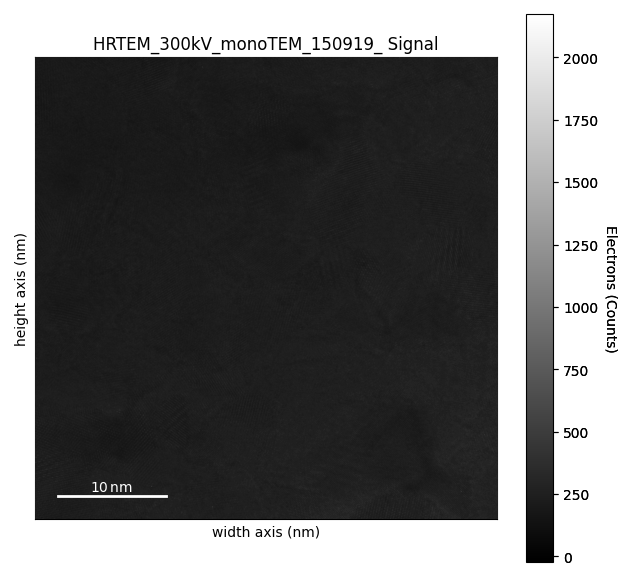 HRTEM_300kV_monoTEM_150919_ Signal
height axis (nm)
10 nm
width axis (nm)
2000
1750
1500
1250
1000
750
500
250
0
Electrons (Counts)